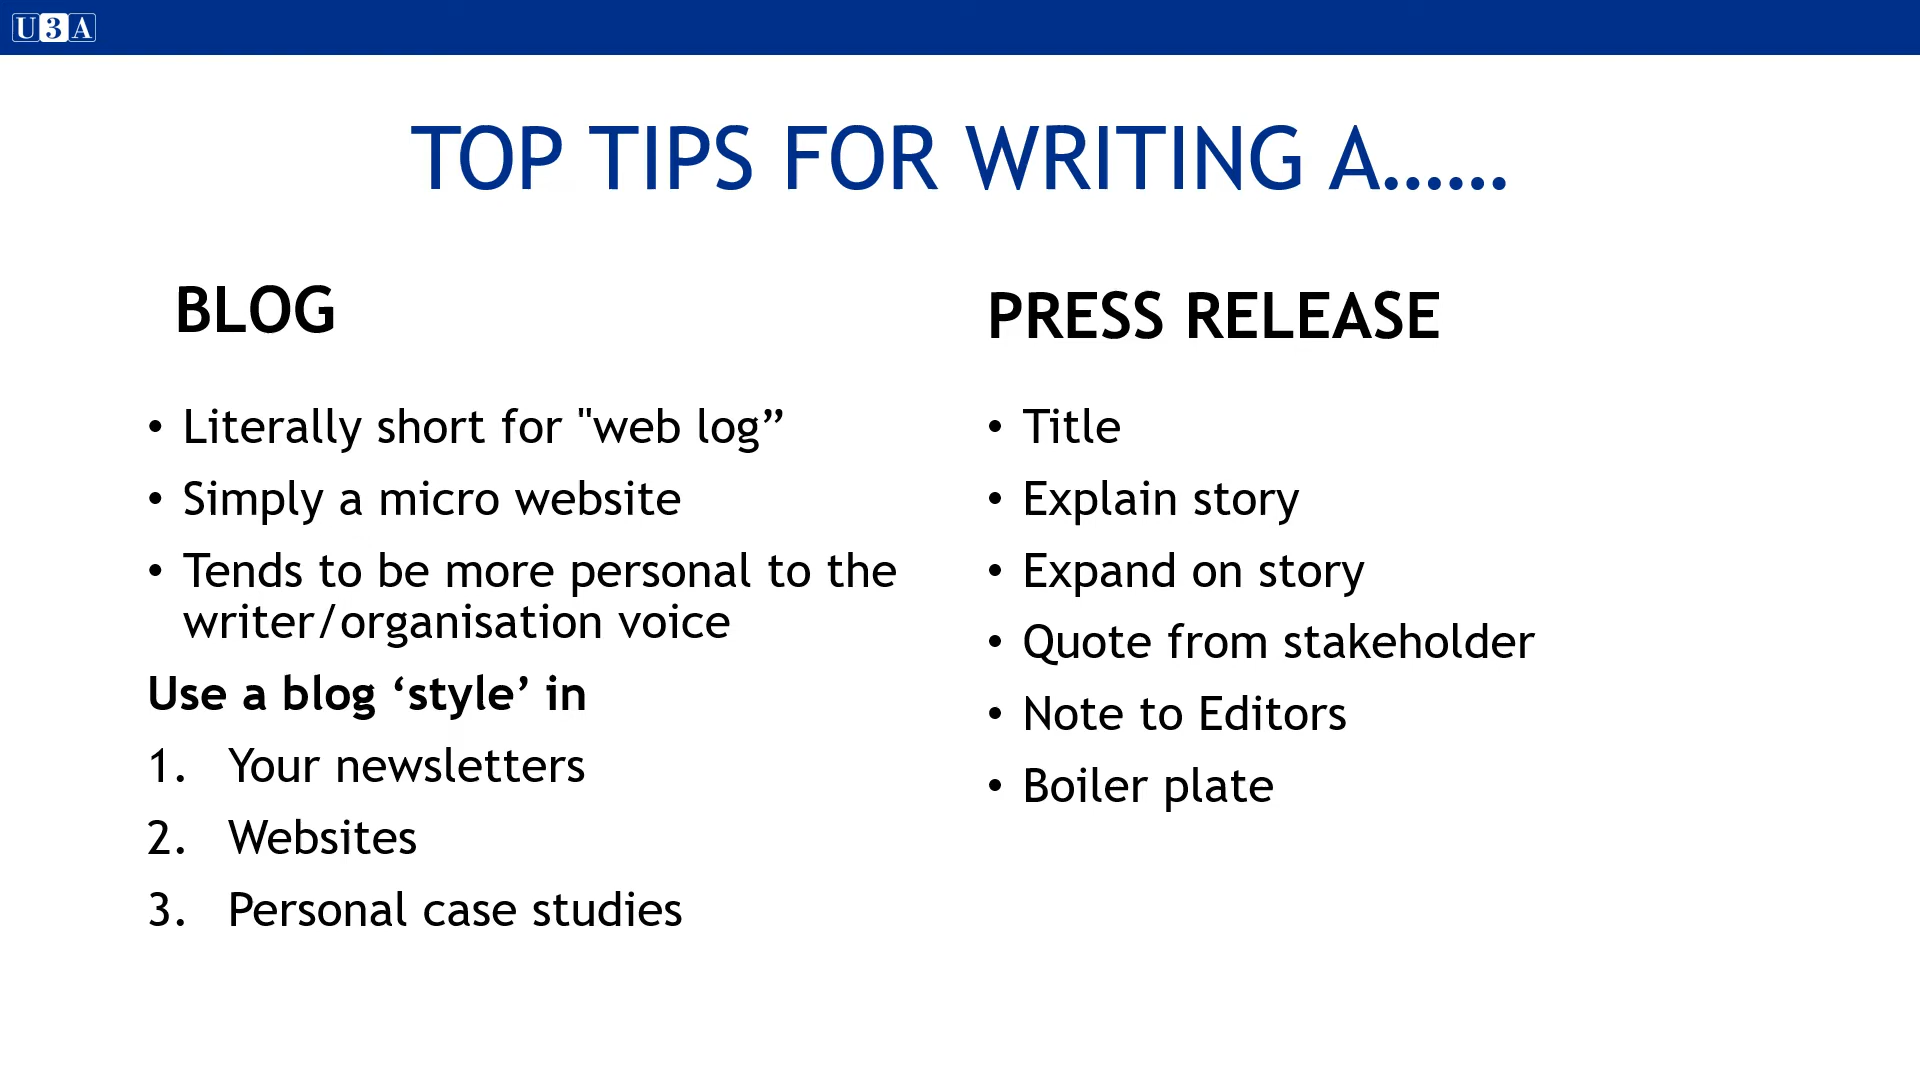 U3A
TOP TIPS FOR WRITING A......
BLOG
• Literally short for "web log”
• Simply a micro website
• Tends to be more personal to the
writer/organisation voice
Use a blog ‘style’ in
1. Your newsletters
2. Websites
3. Personal case studies
PRESS RELEASE
• Title
• Explain story
• Expand on story
• Quote from stakeholder
• Note to Editors
• Boiler plate